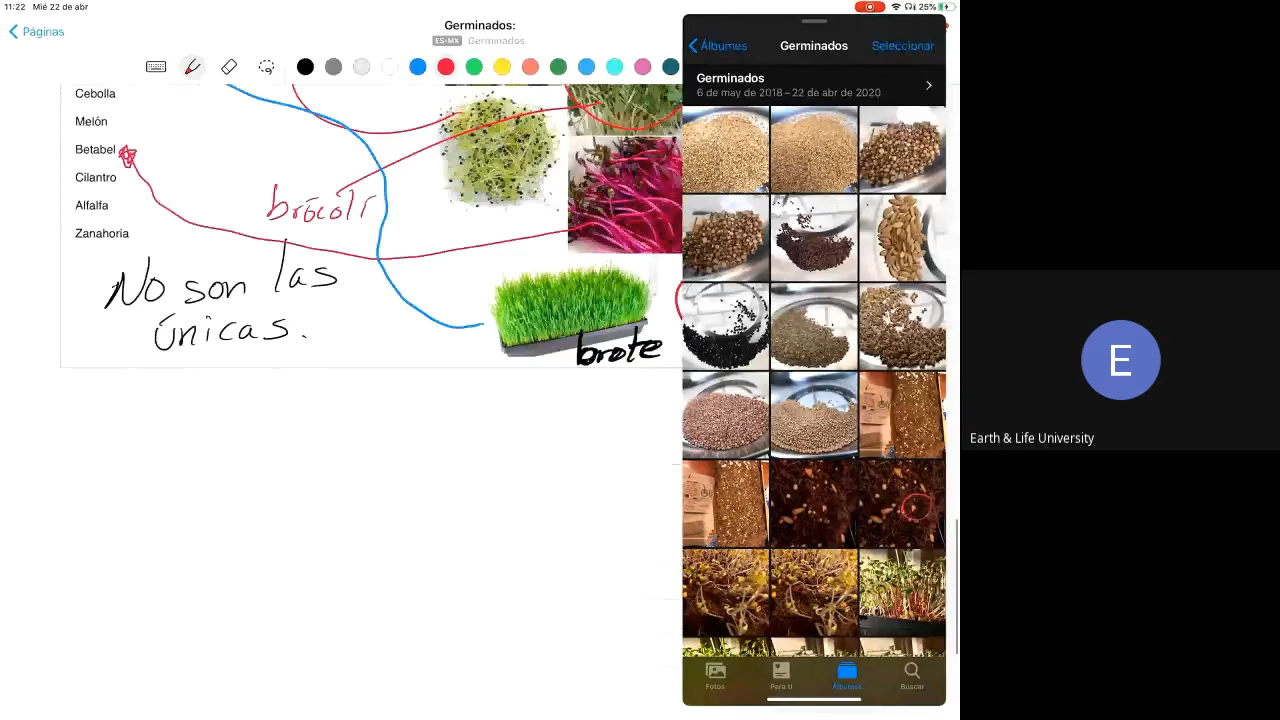 11:22 Mié 22 de abr
25%
Páginas
Germinados:
ES-MX Germinados
Álbumes
Germinados
Seleccionar
Germinados
6 de may de 2018 – 22 de abr de 2020
Cebolla
Melón
Betabel
Cilantro
Alfalfa
Zanahoria
brócoli
No son las
únicas.
brote
Fotos
Para ti
Álbumes
Buscar
E
Earth & Life University